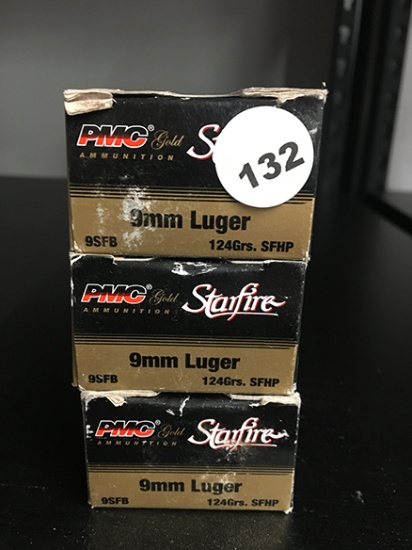 PMC® Gold
AMMUNITION
132
9mm Luger
9SFB 124Grs. SFHP
PMC Gold Starfire
AMMUNITION
9mm Luger
9SFB 124Grs. SFHP
PMC® Gold Starfire
AMMUNITION
9mm Luger
9SFB 124Grs. SFHP